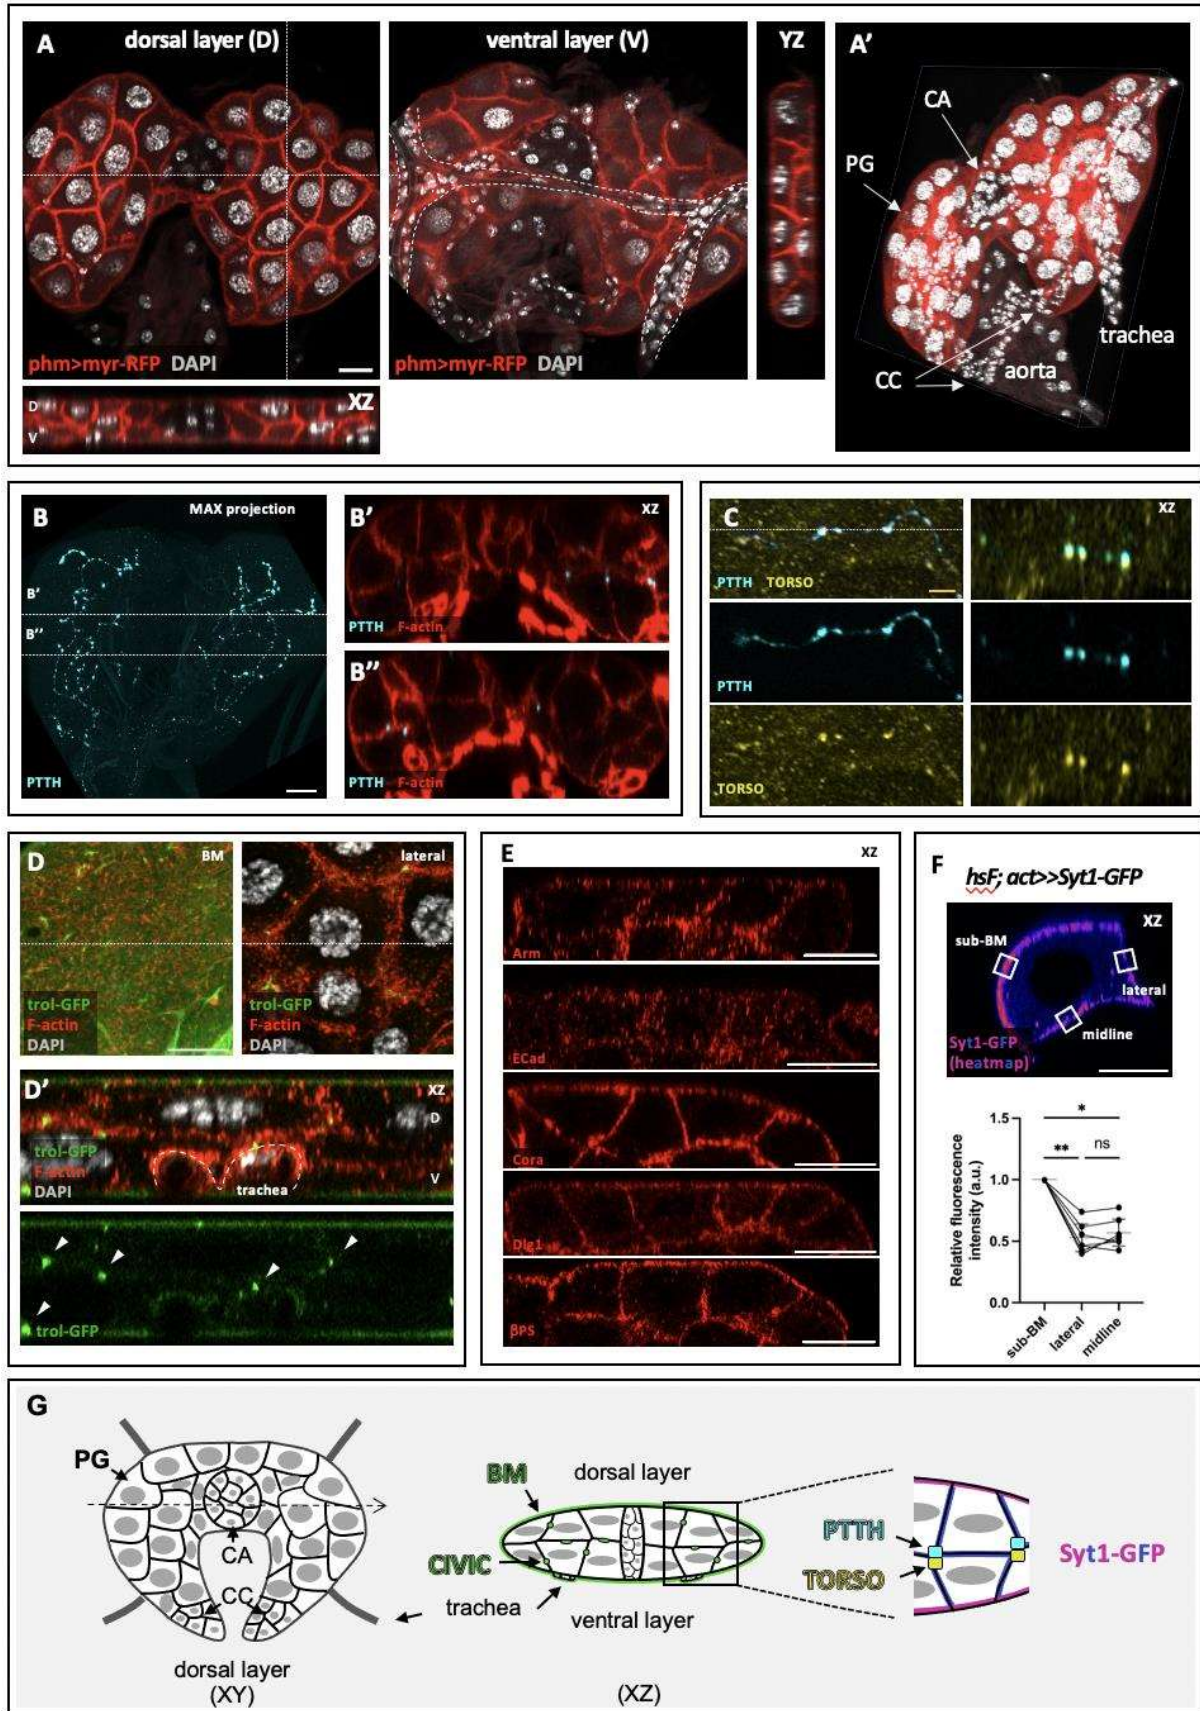 A
dorsal layer (D)
phm>myr-RFP DAPI
ventral layer (V)
phm>myr-RFP DAPI
YZ
A'
CA
PG
CC
aorta
trachea
XZ
D
V
B
MAX projection
B'
B''
PTTH
B'
XZ
PTTH F-actin
B''
PTTH F-actin
C
PTTH TORSO
XZ
PTTH
TORSO
D
BM
trol-GFP
F-actin
DAPI
lateral
trol-GFP
F-actin
DAPI
D'
XZ
D
trol-GFP
F-actin
DAPI
trachea
V
trol-GFP
E
XZ
Arm
ECad
Cora
Dlg1
βPS
F
hsF; act>>Syt1-GFP
XZ
sub-BM
lateral
midline
Syt1-GFP
(heatmap)
Relative fluorescence
intensity (a.u.)
1.5
1.0
0.5
0.0
*
**
ns
sub-BM
lateral
midline
G
PG
CA
CC
dorsal layer
(XY)
BM
dorsal layer
CIVIC
trachea
ventral layer
(XZ)
PTTH
TORSO
Syt1-GFP